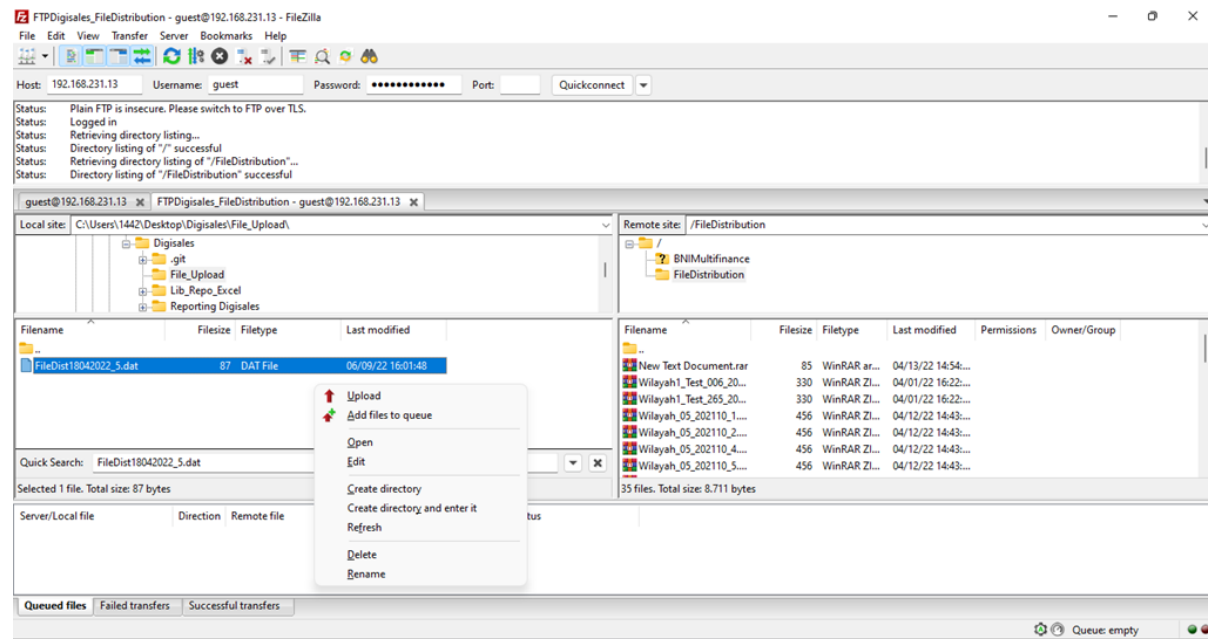 FTPDigisales_FileDistribution - guest@192.168.231.13 - FileZilla
File Edit View Transfer Server Bookmarks Help
Host: 192.168.231.13 Username: guest Password: •••••••••••• Port: Quickconnect
Status: Plain FTP is insecure. Please switch to FTP over TLS.
Status: Logged in
Status: Retrieving directory listing...
Status: Directory listing of "/" successful
Status: Retrieving directory listing of "/FileDistribution"...
Status: Directory listing of "/FileDistribution" successful
guest@192.168.231.13 FTPDigisales_FileDistribution - guest@192.168.231.13
Local site: C:\Users\1442\Desktop\Digisales\File_Upload\
Digisales
.git
File_Upload
Lib_Repo_Excel
Reporting Digisales
Filename Filesize Filetype Last modified
..
FileDist18042022_5.dat 87 DAT File 06/09/22 16:01:48
Quick Search: FileDist18042022_5.dat
Selected 1 file. Total size: 87 bytes
Upload
Add files to queue
Open
Edit
Create directory
Create directory and enter it
Refresh
Delete
Rename
Remote site: /FileDistribution
/
? BNIMultifinance
FileDistribution
Filename Filesize Filetype Last modified Permissions Owner/Group
..
New Text Document.rar 85 WinRAR ar... 04/13/22 14:54:...
Wilayah1_Test_006_20... 330 WinRAR ZI... 04/01/22 16:22:...
Wilayah1_Test_265_20... 330 WinRAR ZI... 04/01/22 16:22:...
Wilayah_05_202110_1.... 456 WinRAR ZI... 04/12/22 14:43:...
Wilayah_05_202110_2.... 456 WinRAR ZI... 04/12/22 14:43:...
Wilayah_05_202110_4.... 456 WinRAR ZI... 04/12/22 14:43:...
Wilayah_05_202110_5.... 456 WinRAR ZI... 04/12/22 14:43:...
35 files. Total size: 8.711 bytes
Server/Local file Direction Remote file tus
Queued files Failed transfers Successful transfers
Queue: empty